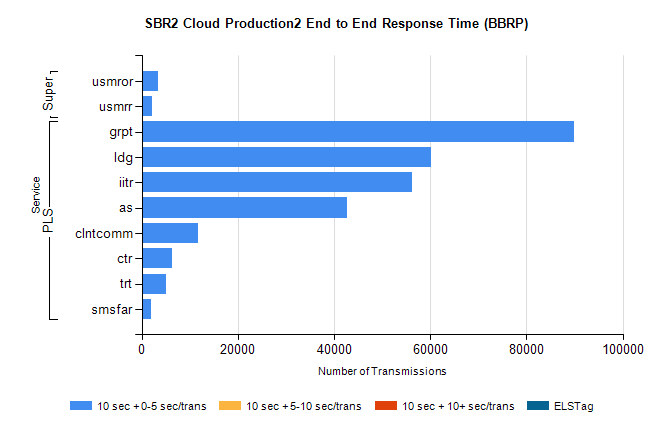 SBR2 Cloud Production2 End to End Response Time (BBRP)
Super
usmror
usmrr
Service
PLS
grpt
ldg
iitr
as
clntcomm
ctr
trt
smsfar
0 20000 40000 60000 80000 100000
Number of Transmissions
10 sec +0-5 sec/trans 10 sec +5-10 sec/trans 10 sec + 10+ sec/trans ELSTag